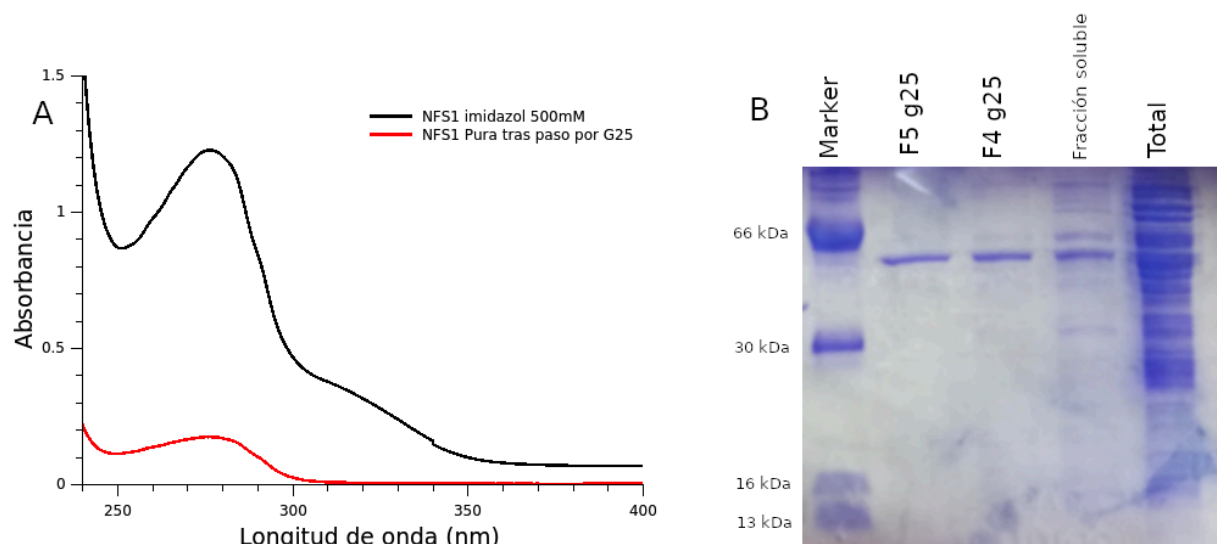 A
1.5
1
0.5
0
Absorbancia
250
300
350
400
Longitud de onda (nm)
NFS1 imidazol 500mM
NFS1 Pura tras paso por G25
B
Marker
F5 g25
F4 g25
Fracción soluble
Total
66 kDa
30 kDa
16 kDa
13 kDa